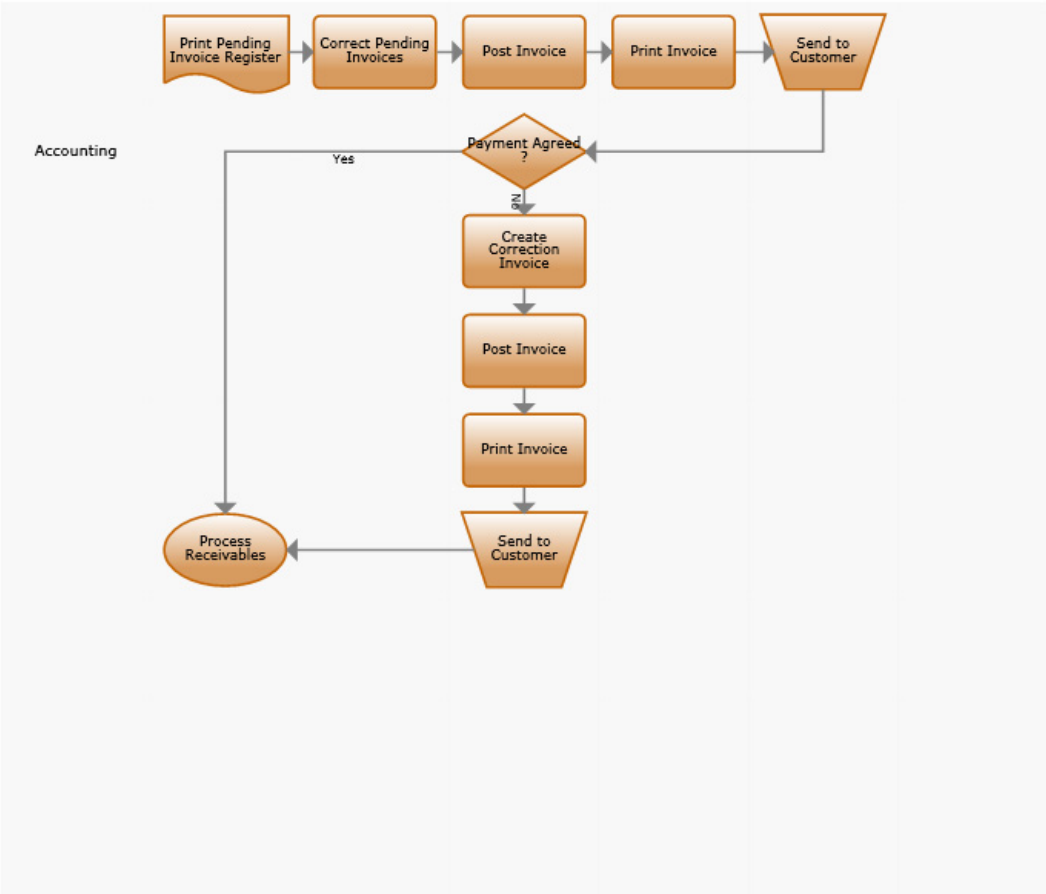 Print Pending
Invoice Register
Correct Pending
Invoices
Post Invoice
Print Invoice
Send to
Customer
Accounting
Payment Agreed
?
Yes
No
Create
Correction
Invoice
Post Invoice
Print Invoice
Send to
Customer
Process
Receivables